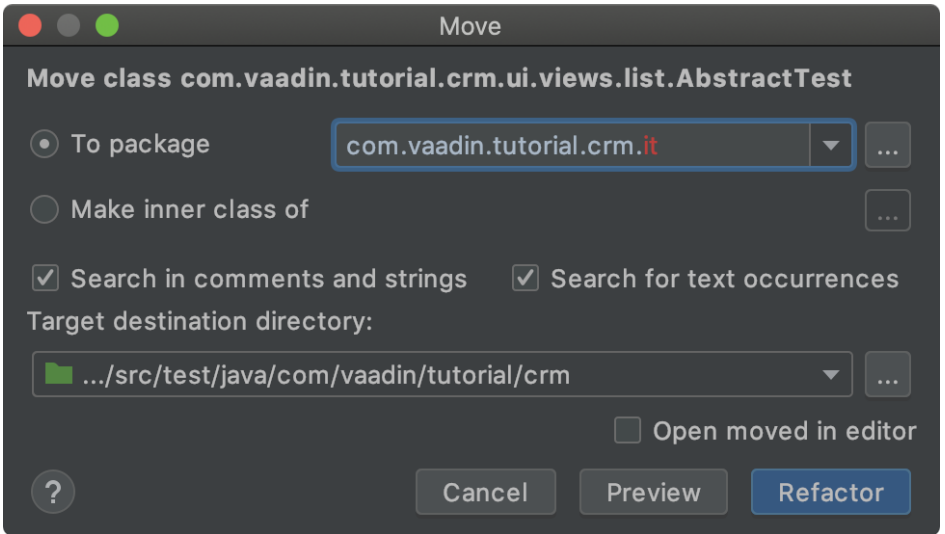 Move
Move class com.vaadin.tutorial.crm.ui.views.list.AbstractTest
To package com.vaadin.tutorial.crm.it ...
Make inner class of ...
Search in comments and strings Search for text occurrences
Target destination directory:
.../src/test/java/com/vaadin/tutorial/crm ...
Open moved in editor
? Cancel Preview Refactor